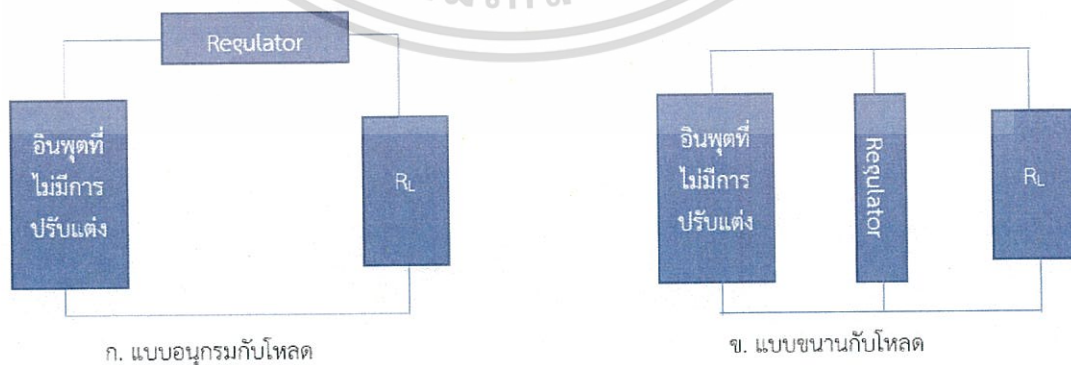 Regulator
อินพุตที่
ไม่มีการ
ปรับแต่ง
R_L
ก. แบบอนุกรมกับโหลด
อินพุตที่
ไม่มีการ
ปรับแต่ง
Regulator
R_L
ข. แบบขนานกับโหลด